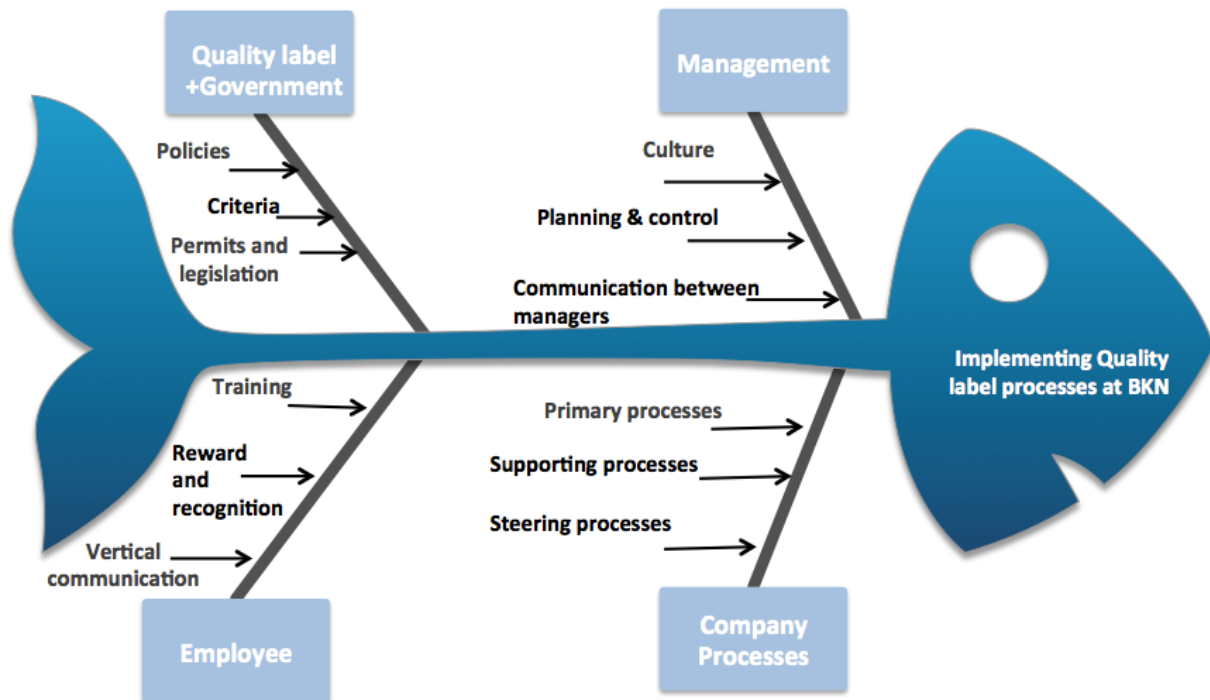 Quality label
+Government
Management
Policies
Criteria
Permits and
legislation
Culture
Planning & control
Communication between
managers
Implementing Quality
label processes at BKN
Training
Reward
and
recognition
Vertical
communication
Primary processes
Supporting processes
Steering processes
Employee
Company
Processes